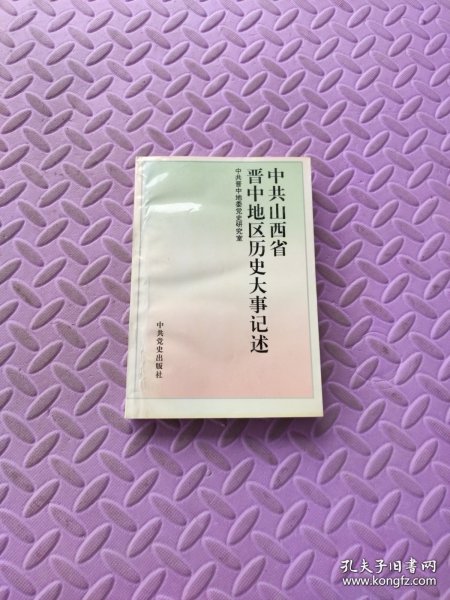 中共山西省
晋中地区历史大事记述
中共晋中地委党史研究室
中共党史出版社
孔夫子旧书网
www.kongfz.com